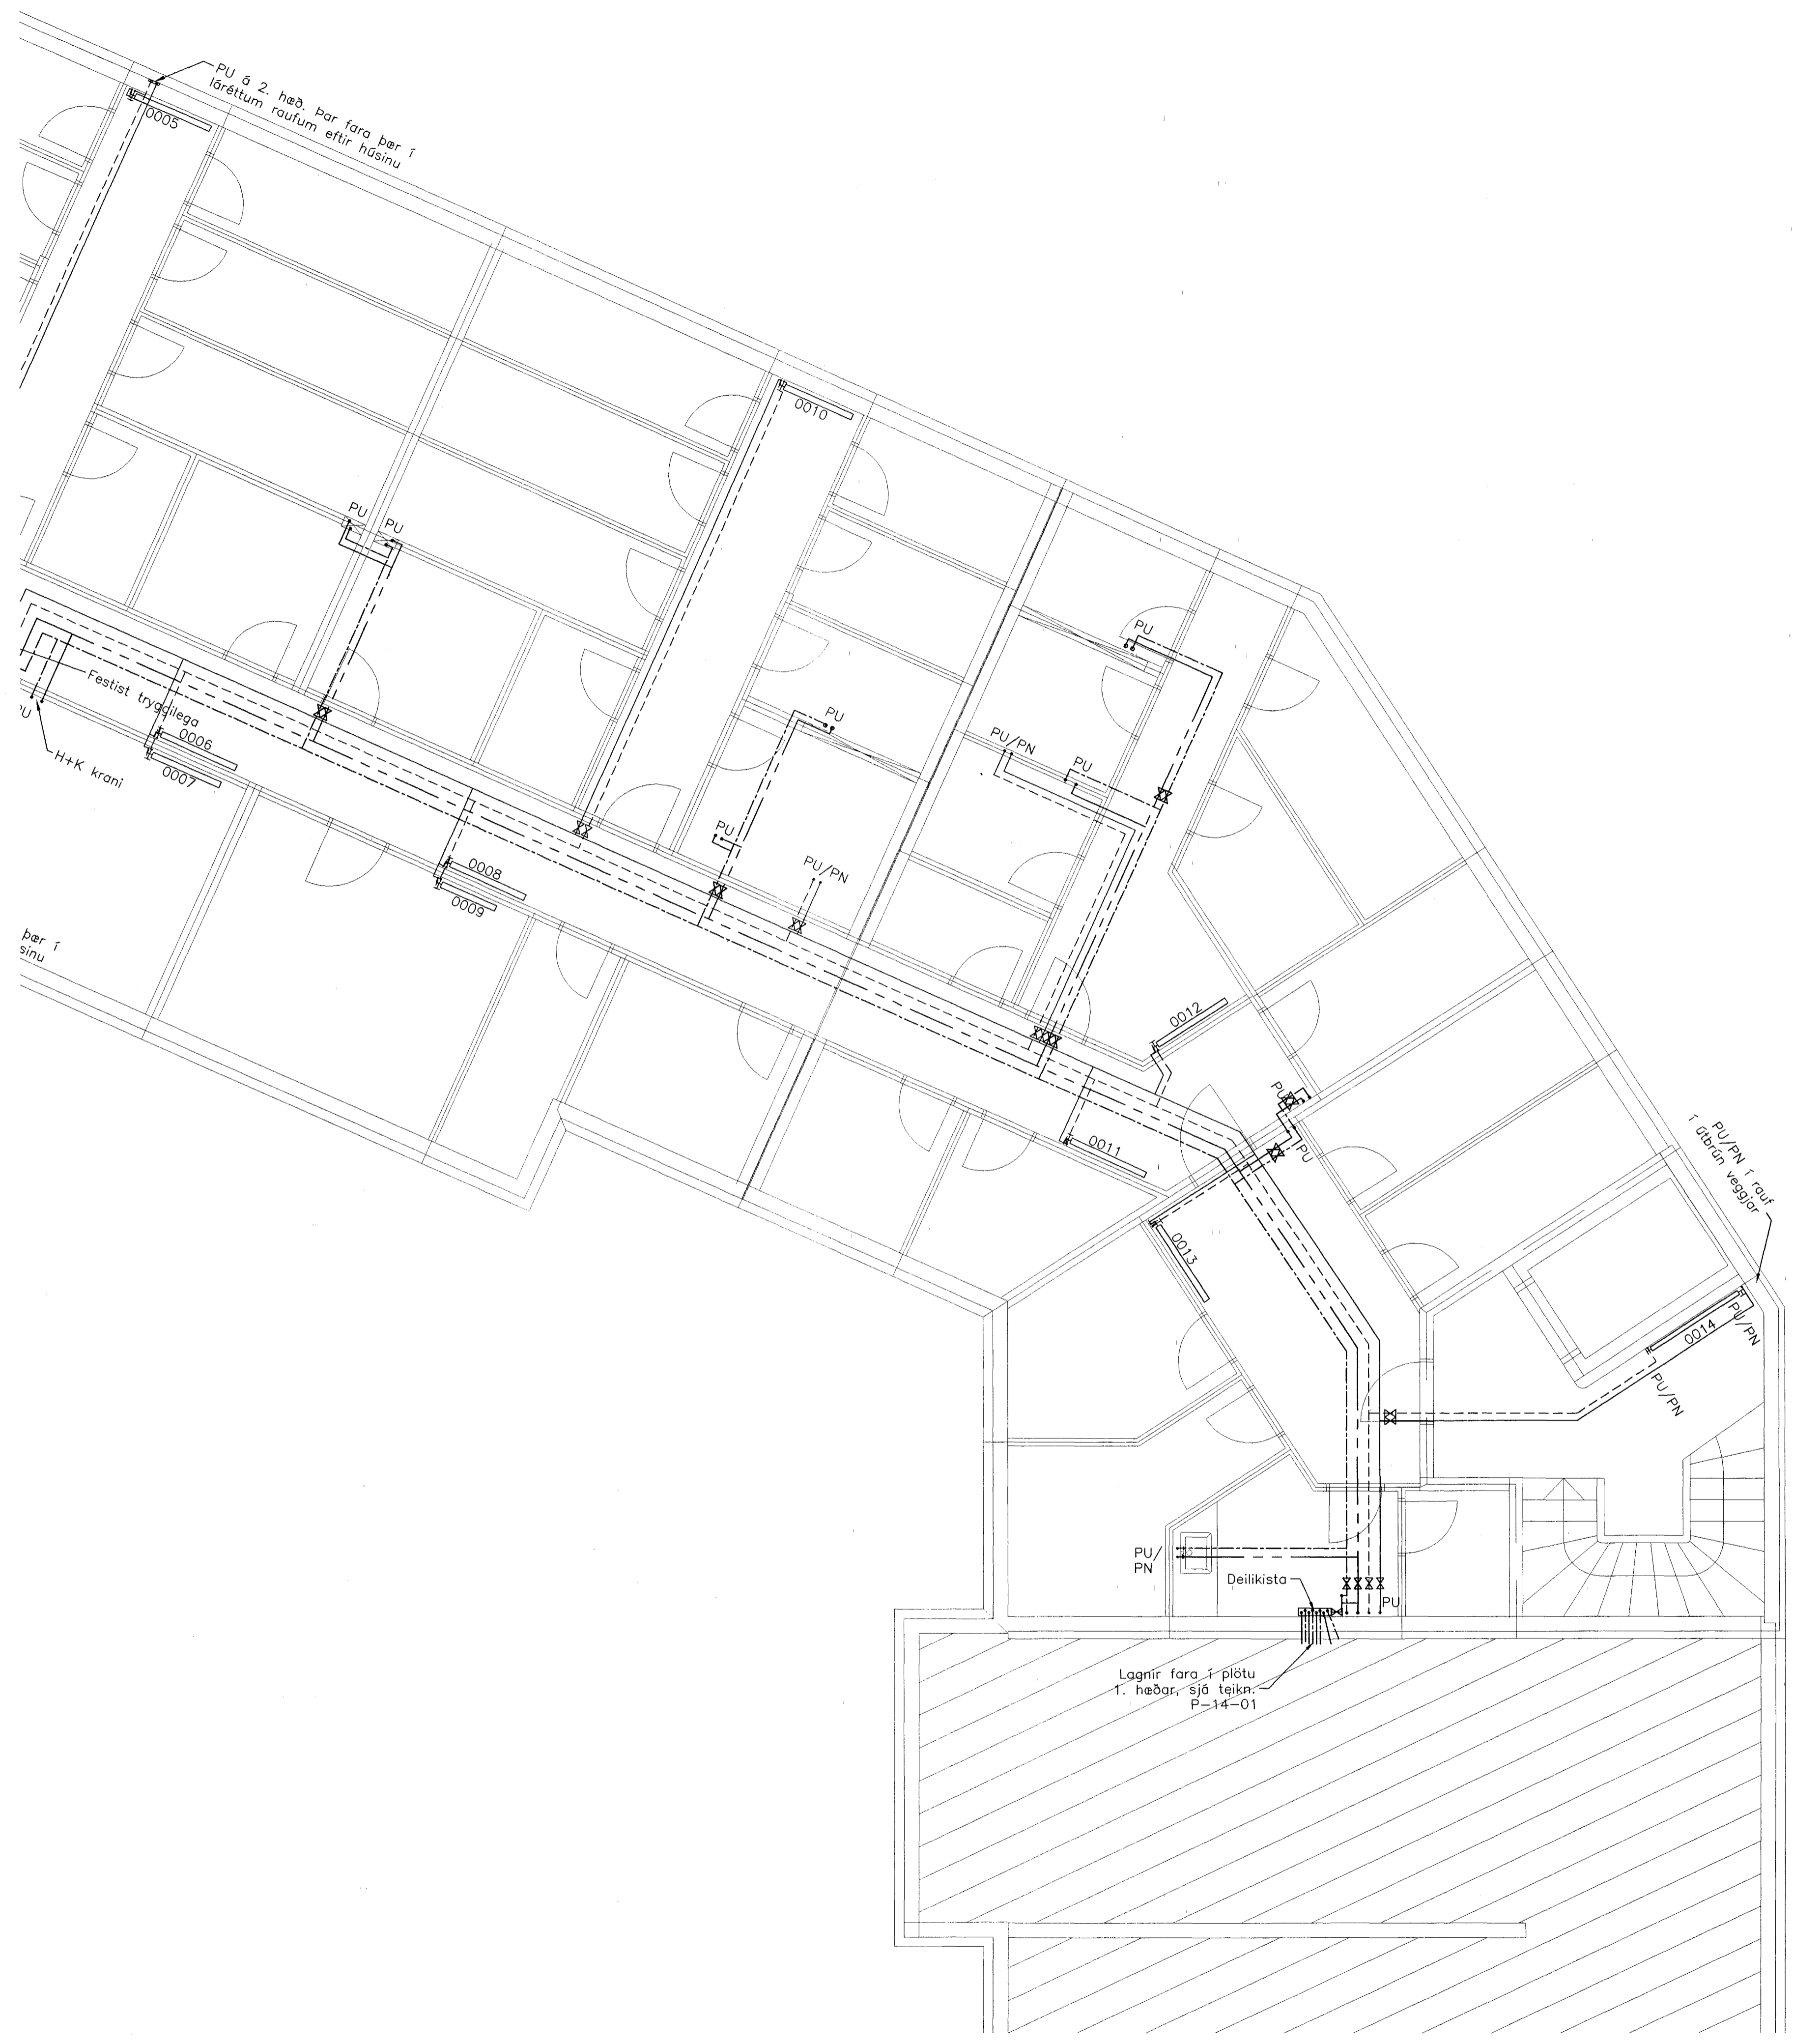 PU á 2. hæð. Þar fara þær í
láréttum raufum eftir húsinu
0005
0010
PU
PU
PU
PU
PU/PN
PU
Festist tryggilega
PU
0006
0007
H+K krani
PU
PU/PN
0008
0009
þær í
sinu
0012
PU
0011
PU
PU/PN í rauf
í útbrún veggjar
0013
PU/PN
0014
PU/PN
PU/
PN
Deilikista
PU
Lagnir fara í plötu
1. hæðar, sjá teikn.
P-14-01